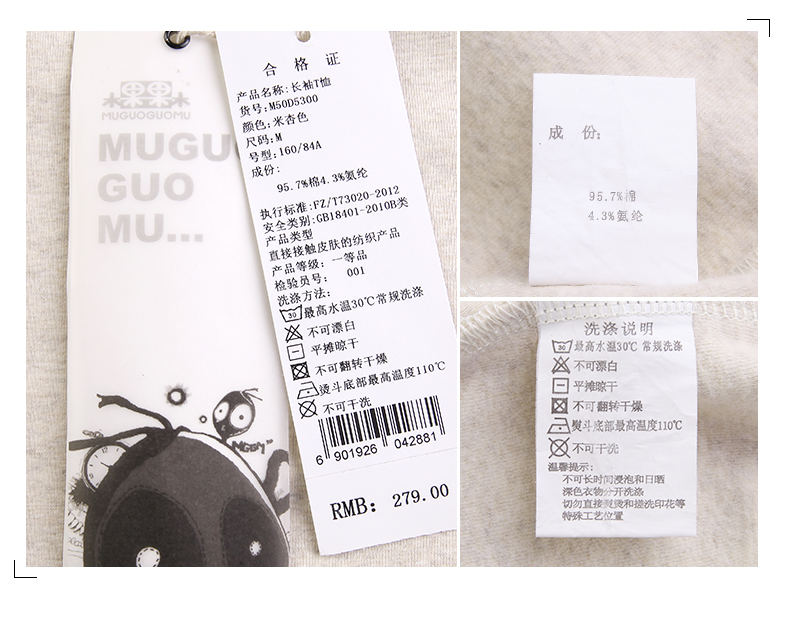 MUGUOGUOMU
MUGU
GUO
MU...
MGGM
合格证
产品名称:长袖T恤
货号:M50D5300
颜色:米杏色
尺码:M
号型:160/84A
成份:
95.7%棉4.3%氨纶
执行标准:FZ/T73020-2012
安全类别:GB18401-2010B类
产品类型
直接接触皮肤的纺织产品
产品等级: 一等品
检验员号: 001
洗涤方法:
30 最高水温30℃常规洗涤
不可漂白
平摊晾干
不可翻转干燥
熨斗底部最高温度110℃
不可干洗
6 901926 042881
RMB: 279.00
成 份:
95.7%棉
4.3%氨纶
洗涤说明
30 最高水温30℃ 常规洗涤
不可漂白
平摊晾干
不可翻转干燥
熨斗底部最高温度110℃
不可干洗
温馨提示:
不可长时间浸泡和日晒
深色衣物分开洗涤
切勿直接熨烫和搓洗印花等
特殊工艺位置